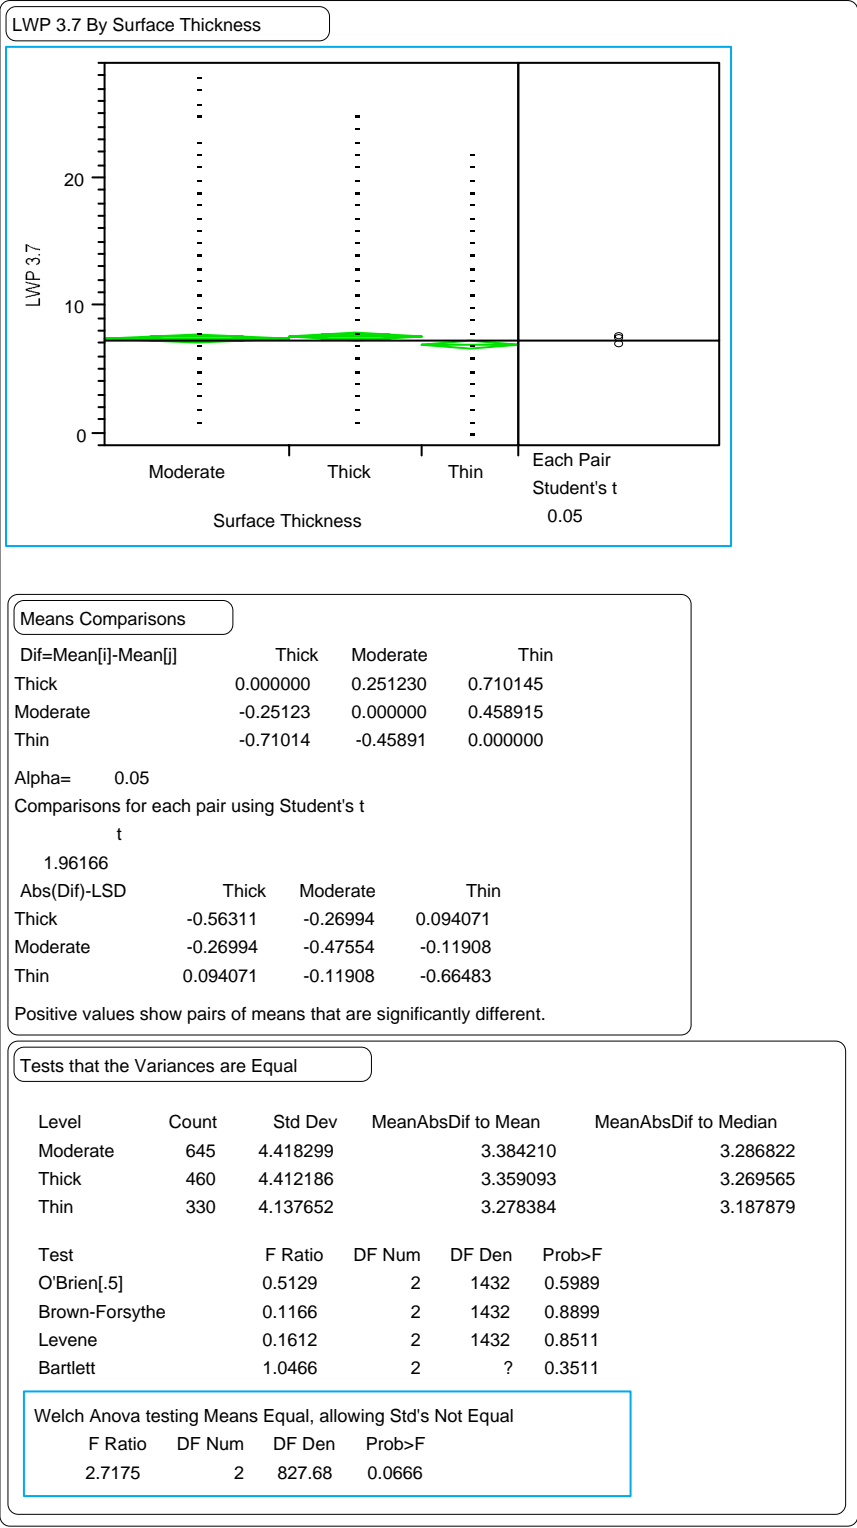 LWP 3.7 By Surface Thickness
20
10
0
LWP 3.7
Moderate Thick Thin
Surface Thickness
Each Pair
Student's t
0.05
Means Comparisons
Dif=Mean[i]-Mean[j] Thick Moderate Thin
Thick 0.000000 0.251230 0.710145
Moderate -0.25123 0.000000 0.458915
Thin -0.71014 -0.45891 0.000000
Alpha= 0.05
Comparisons for each pair using Student's t
t
1.96166
Abs(Dif)-LSD Thick Moderate Thin
Thick -0.56311 -0.26994 0.094071
Moderate -0.26994 -0.47554 -0.11908
Thin 0.094071 -0.11908 -0.66483
Positive values show pairs of means that are significantly different.
Tests that the Variances are Equal
Level Count Std Dev MeanAbsDif to Mean MeanAbsDif to Median
Moderate 645 4.418299 3.384210 3.286822
Thick 460 4.412186 3.359093 3.269565
Thin 330 4.137652 3.278384 3.187879
Test F Ratio DF Num DF Den Prob>F
O'Brien[.5] 0.5129 2 1432 0.5989
Brown-Forsythe 0.1166 2 1432 0.8899
Levene 0.1612 2 1432 0.8511
Bartlett 1.0466 2 ? 0.3511
Welch Anova testing Means Equal, allowing Std's Not Equal
F Ratio DF Num DF Den Prob>F
2.7175 2 827.68 0.0666